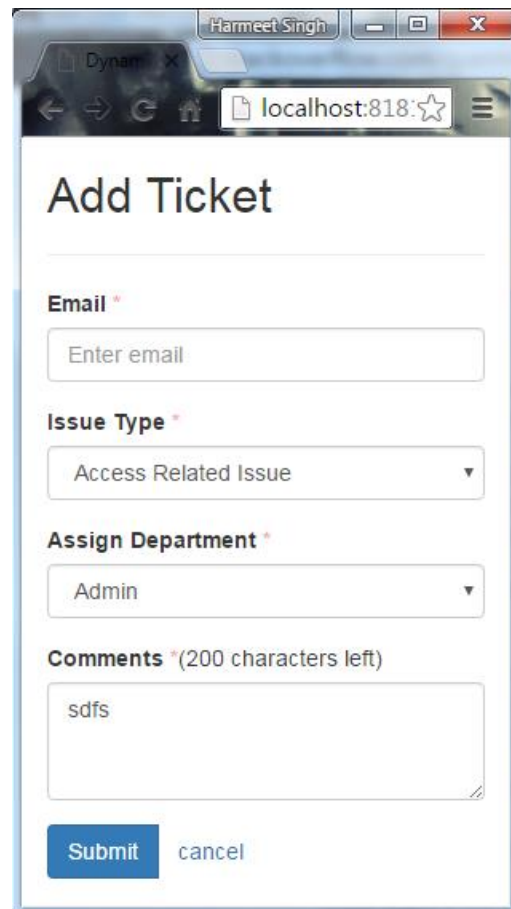 Harmeet Singh
Dynam
localhost:818
Add Ticket
Email *
Enter email
Issue Type *
Access Related Issue
Assign Department *
Admin
Comments *(200 characters left)
sdfs
Submit cancel